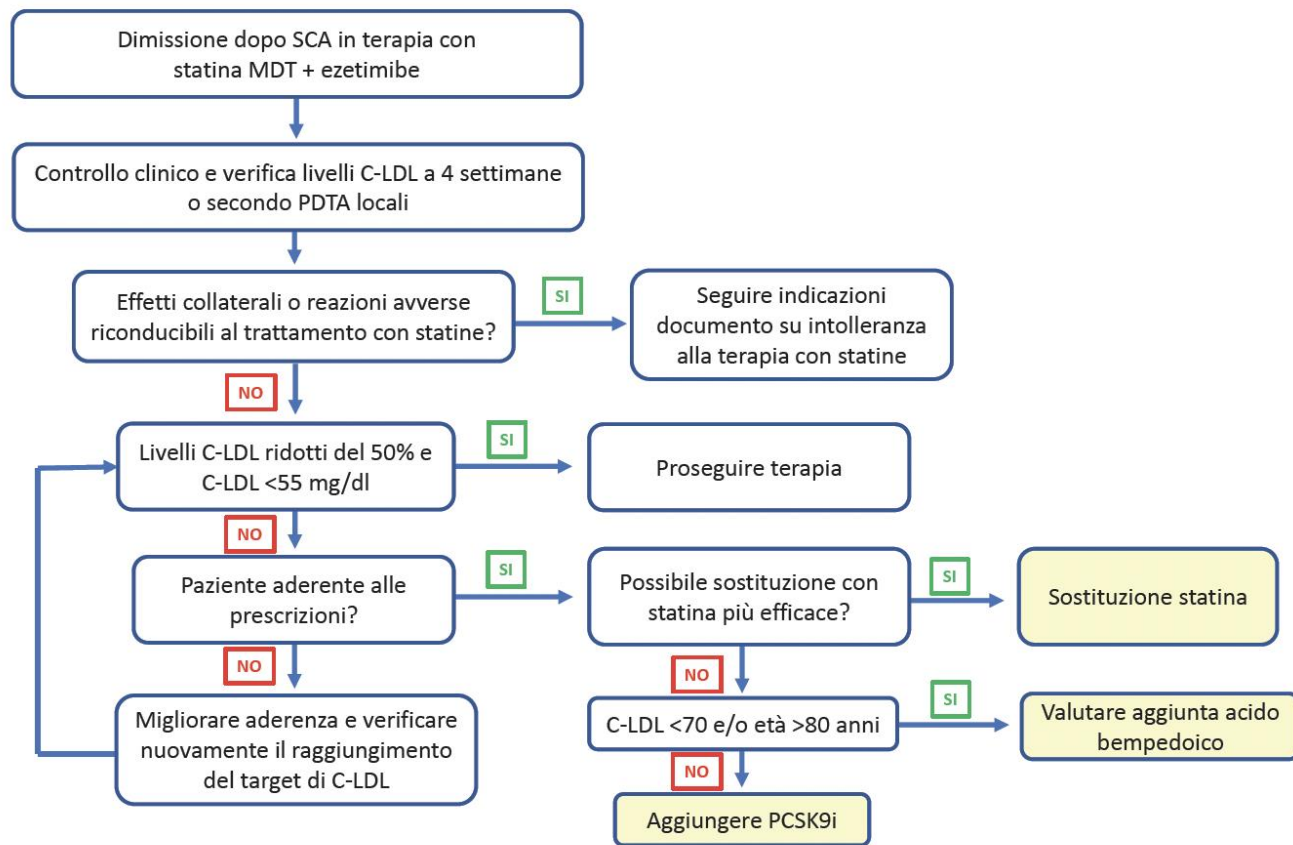 Dimissione dopo SCA in terapia con
statina MDT + ezetimibe
Controllo clinico e verifica livelli C-LDL a 4 settimane
o secondo PDTA locali
Effetti collaterali o reazioni avverse
riconducibili al trattamento con statine?
SI
Seguire indicazioni
documento su intolleranza
alla terapia con statine
NO
Livelli C-LDL ridotti del 50% e
C-LDL <55 mg/dl
SI
Proseguire terapia
NO
Paziente aderente alle
prescrizioni?
SI
Possibile sostituzione con
statina più efficace?
SI
Sostituzione statina
NO
Migliorare aderenza e verificare
nuovamente il raggiungimento
del target di C-LDL
NO
C-LDL <70 e/o età >80 anni
SI
Valutare aggiunta acido
bempedoico
NO
Aggiungere PCSK9i